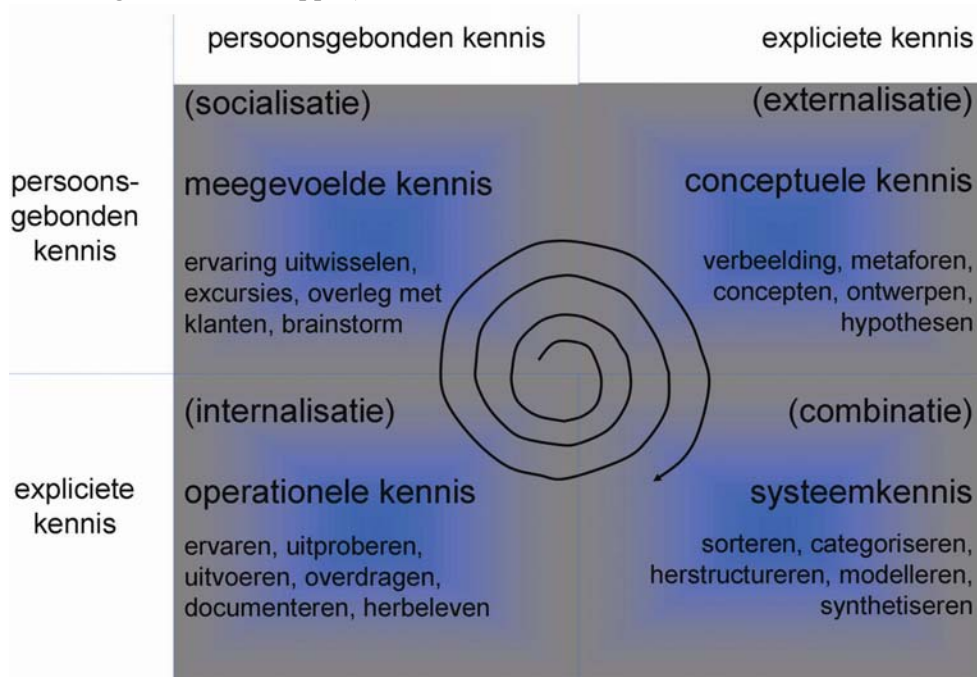 persoonsgebonden kennis
expliciete kennis
persoons-
gebonden
kennis
(socialisatie)
meegevoelde kennis
ervaring uitwisselen,
excursies, overleg met
klanten, brainstorm
(externalisatie)
conceptuele kennis
verbeelding, metaforen,
concepten, ontwerpen,
hypothesen
expliciete
kennis
(internalisatie)
operationele kennis
ervaren, uitproberen,
uitvoeren, overdragen,
documenteren, herbeleven
(combinatie)
systeemkennis
sorteren, categoriseren,
herstructureren, modelleren,
synthetiseren